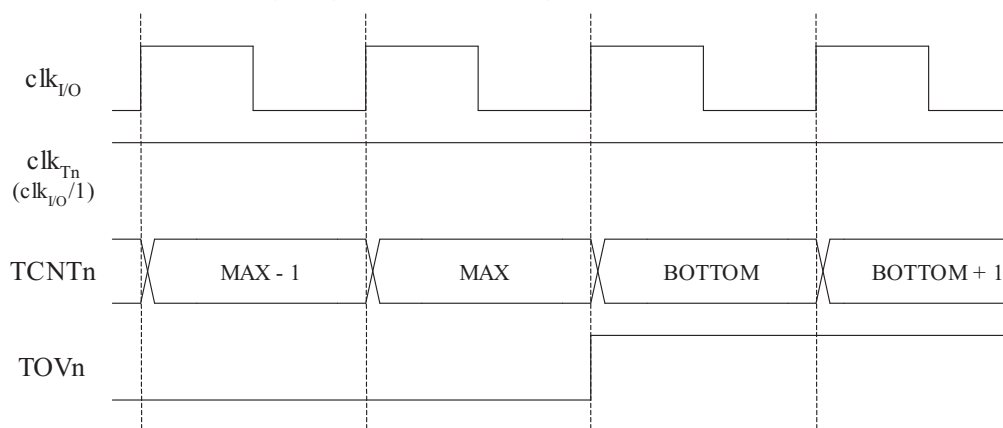 clk_I/O
clk_Tn
(clk_I/O/1)
TCNTn MAX - 1 MAX BOTTOM BOTTOM + 1
TOVn